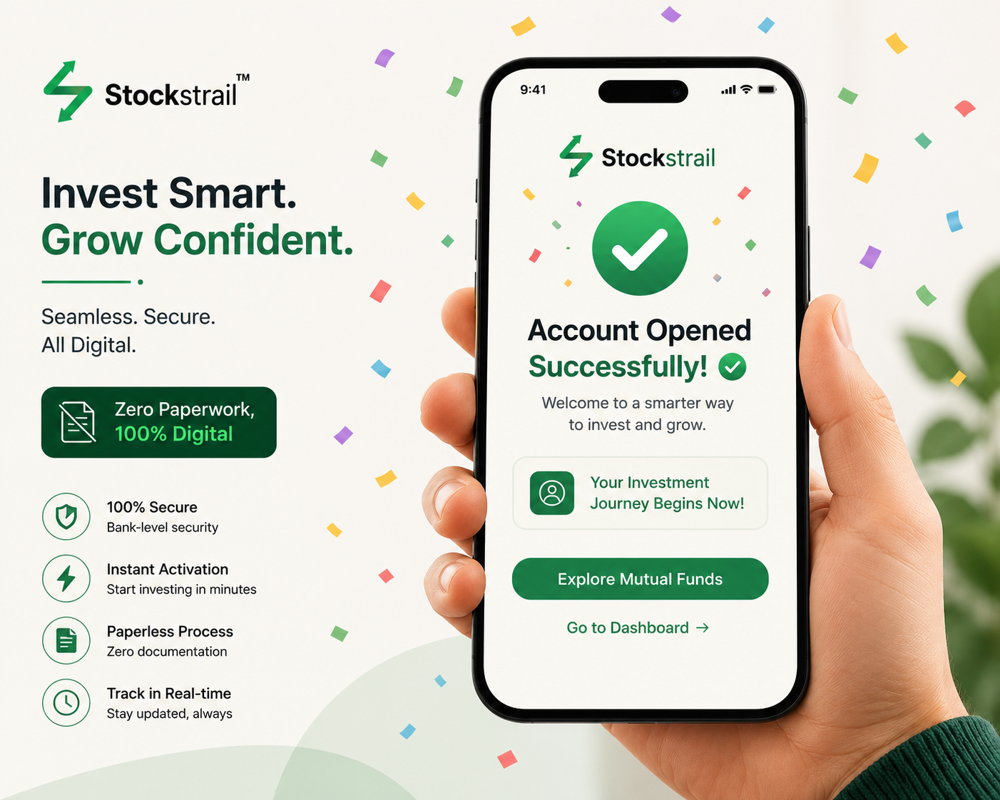 Stockstrail™
Invest Smart.
Grow Confident.
Seamless. Secure.
All Digital.
Zero Paperwork,
100% Digital
100% Secure
Bank-level security
Instant Activation
Start investing in minutes
Paperless Process
Zero documentation
Track in Real-time
Stay updated, always
9:41
Stockstrail
Account Opened
Successfully!
Welcome to a smarter way
to invest and grow.
Your Investment
Journey Begins Now!
Explore Mutual Funds
Go to Dashboard →